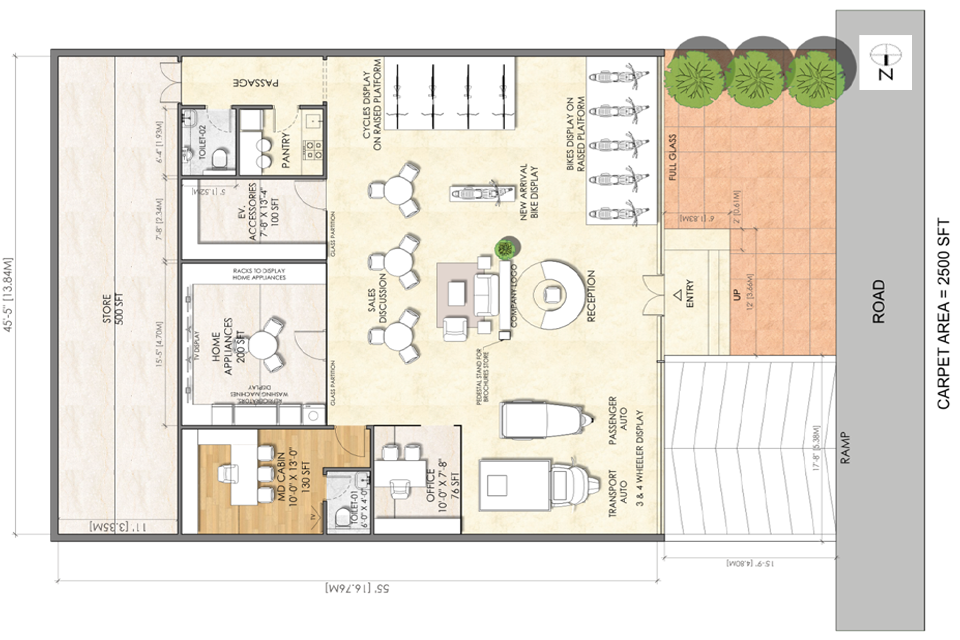 PASSAGE
TOILET-02
PANTRY
6'-4" [1.93M]
5' [1.52M]
EV.
ACCESSORIES
7'-8" X 13'-4"
100 SFT
7'-8" [2.34M]
GLASS PARTITION
RACKS TO DISPLAY
HOME APPLIANCES
TV DISPLAY
HOME
APPLIANCES
200 SFT
15'-5" [4.70M]
REFRIGIRATORS,
WASHING MACHINES
DISPLAY
GLASS PARTITION
STORE
500 SFT
11' [3.35M]
45'-5" [13.84M]
MD CABIN
10'-0" X 13'-0"
130 SFT
TV
TOILET-01
6'-0"X 4'-0"
OFFICE
10'-0" X 7'-8"
76 SFT
CYCLES DISPLAY
ON RAISED PLATFORM
BIKES DISPLAY ON
RAISED PLATFORM
NEW ARRIVAL
BIKE DISPLAY
SALES
DISCUSSION
COMPANY LOGO
RECEPTION
PEDESTAL STAND FOR
BROCHURES STORE
PASSENGER
AUTO
TRANSPORT
AUTO
3 & 4 WHEELER DISPLAY
FULL GLASS
6' [1.83M]
2' [0.61M]
ENTRY
UP
12' [3.66M]
17'-8" [5.38M]
RAMP
15'-9" [4.80M]
55' [16.76M]
ROAD
N
CARPET AREA = 2500 SFT